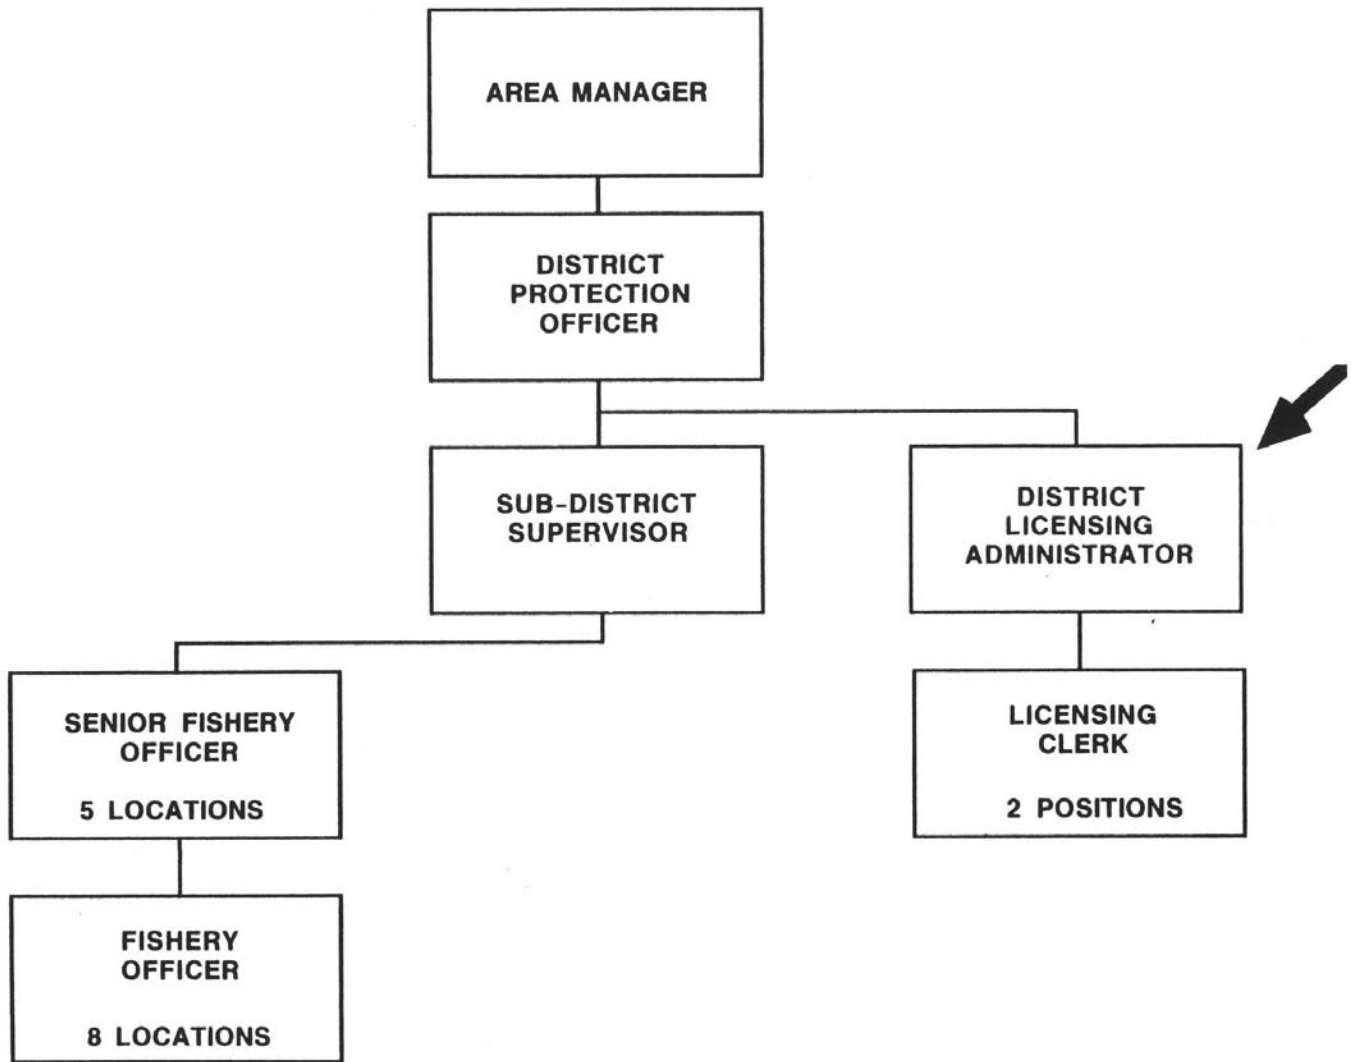 AREA MANAGER
DISTRICT
PROTECTION
OFFICER
SUB-DISTRICT
SUPERVISOR
DISTRICT
LICENSING
ADMINISTRATOR
SENIOR FISHERY
OFFICER
5 LOCATIONS
LICENSING
CLERK
2 POSITIONS
FISHERY
OFFICER
8 LOCATIONS